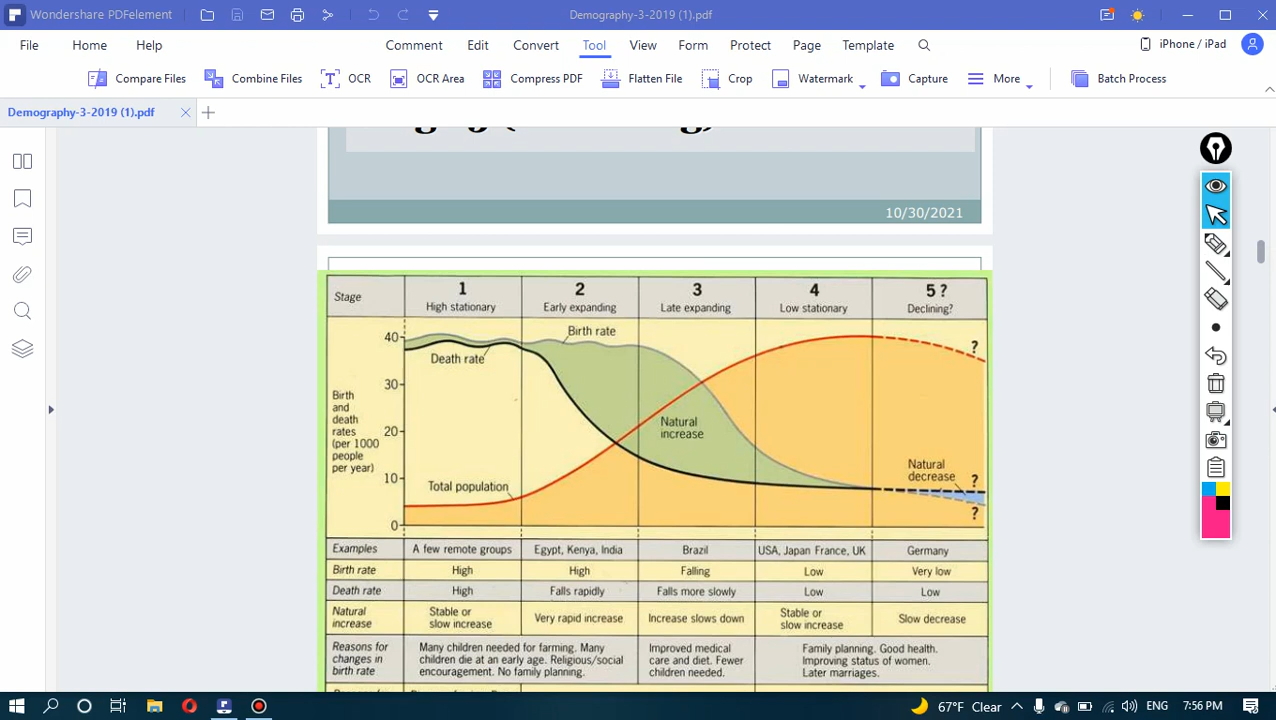 Wondershare PDFelement
Demography-3-2019 (1).pdf
File Home Help Comment Edit Convert Tool View Form Protect Page Template iPhone / iPad
Compare Files Combine Files OCR OCR Area Compress PDF Flatten File Crop Watermark Capture More Batch Process
Demography-3-2019 (1).pdf
10/30/2021
Stage 1 2 3 4 5 ?
High stationary Early expanding Late expanding Low stationary Declining?
Birth rate
Death rate
40
30
20
10
0
Birth
and
death
rates
(per 1000
people
per year)
Natural
increase
Total population
Natural
decrease
?
?
?
Examples A few remote groups Egypt, Kenya, India Brazil USA, Japan France, UK Germany
Birth rate High High Falling Low Very low
Death rate High Falls rapidly Falls more slowly Low Low
Natural
increase
Stable or
slow increase
Very rapid increase
Increase slows down
Stable or
slow increase
Slow decrease
Reasons for
changes in
birth rate
Many children needed for farming. Many
children die at an early age. Religious/social
encouragement. No family planning.
Improved medical
care and diet. Fewer
children needed.
Family planning. Good health.
Improving status of women.
Later marriages.
67°F Clear ENG 7:56 PM